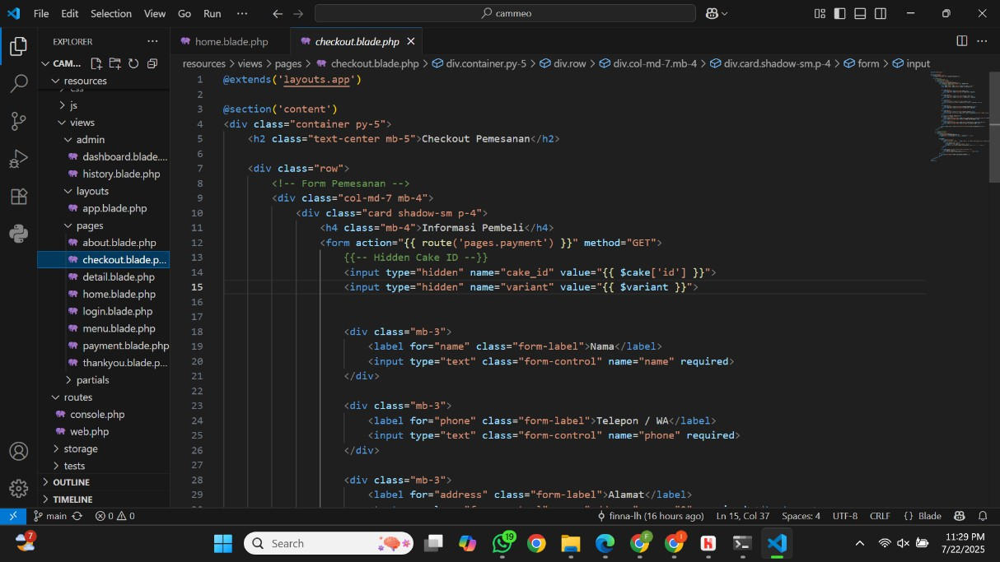 File Edit Selection View Go Run ··· cammeo
EXPLORER ···
home.blade.php
checkout.blade.php
CAM...
resources > views > pages > checkout.blade.php > div.container.py-5 > div.row > div.col-md-7.mb-4 > div.card.shadow-sm.p-4 > form > input
resources
css
js
views
admin
dashboard.blade....
history.blade.php
layouts
app.blade.php
pages
about.blade.php
checkout.blade.p...
detail.blade.php
home.blade.php
login.blade.php
menu.blade.php
payment.blade.php
thankyou.blade.p...
partials
routes
console.php
web.php
storage
tests
OUTLINE
TIMELINE
1 @extends('layouts.app')
2
3 @section('content')
4 <div class="container py-5">
5 <h2 class="text-center mb-5">Checkout Pemesanan</h2>
6
7 <div class="row">
8 <!-- Form Pemesanan -->
9 <div class="col-md-7 mb-4">
10 <div class="card shadow-sm p-4">
11 <h4 class="mb-4">Informasi Pembeli</h4>
12 <form action="{{ route('pages.payment') }}" method="GET">
13 {{-- Hidden Cake ID --}}
14 <input type="hidden" name="cake_id" value="{{ $cake['id'] }}">
15 <input type="hidden" name="variant" value="{{ $variant }}">
16
17
18 <div class="mb-3">
19 <label for="name" class="form-label">Nama</label>
20 <input type="text" class="form-control" name="name" required>
21 </div>
22
23 <div class="mb-3">
24 <label for="phone" class="form-label">Telepon / WA</label>
25 <input type="text" class="form-control" name="phone" required>
26 </div>
27
28 <div class="mb-3">
29 <label for="address" class="form-label">Alamat</label>
main 0 0 finna-lh (16 hours ago) Ln 15, Col 37 Spaces: 4 UTF-8 CRLF {} Blade
7 Search 19 F I H 11:29 PM
7/22/2025